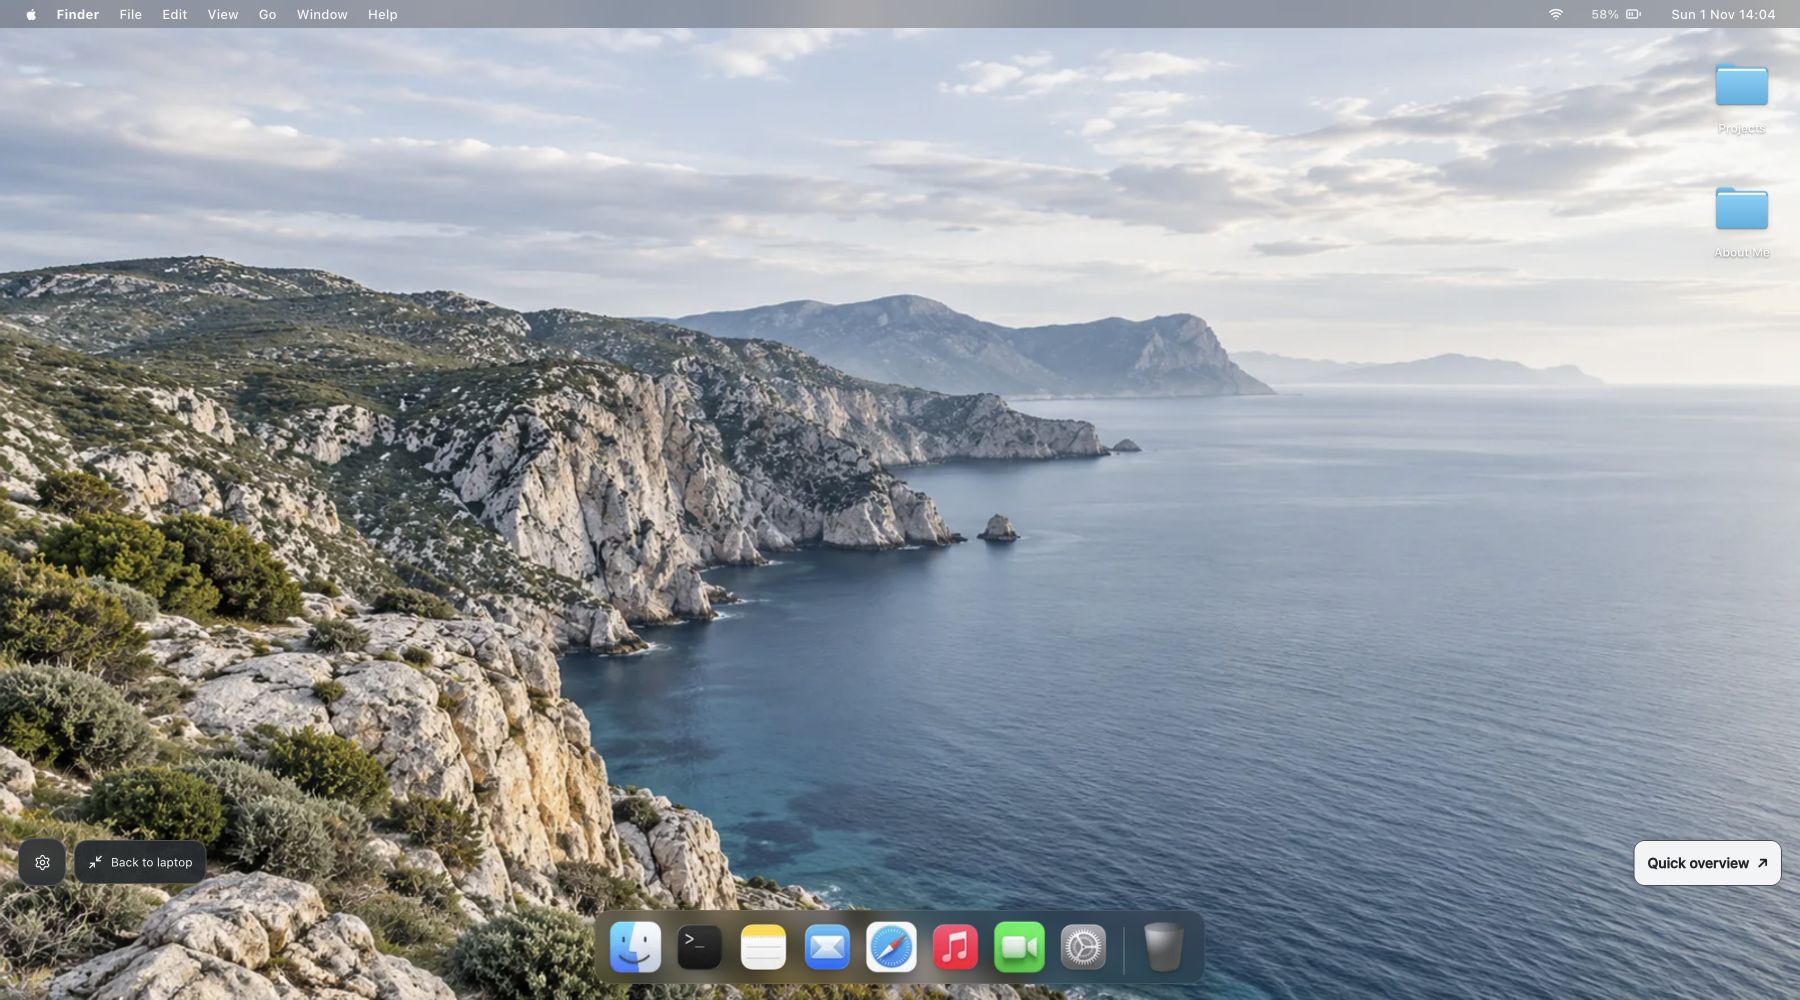 Finder File Edit View Go Window Help 58% Sun 1 Nov 14:04
Projects
About Me
Back to laptop
Quick overview
>_